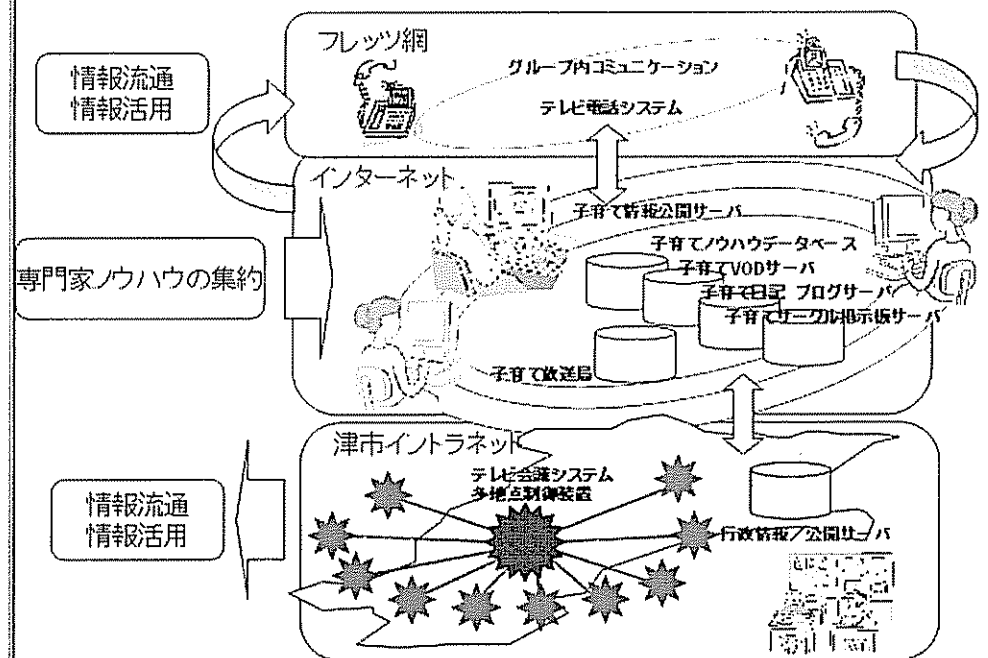 フレッツ網
情報流通
情報活用
グループ内コミュニケーション
テレビ電話システム
インターネット
子育て情報公開サーバ
子育てノウハウデータベース
子育てVODサーバ
子育て日記 ブログサーバ
子育てサークル掲示板サーバ
専門家ノウハウの集約
子育て放送局
津市イントラネット
テレビ会議システム
多地点制御装置
情報流通
情報活用
行政情報/公開サーバ